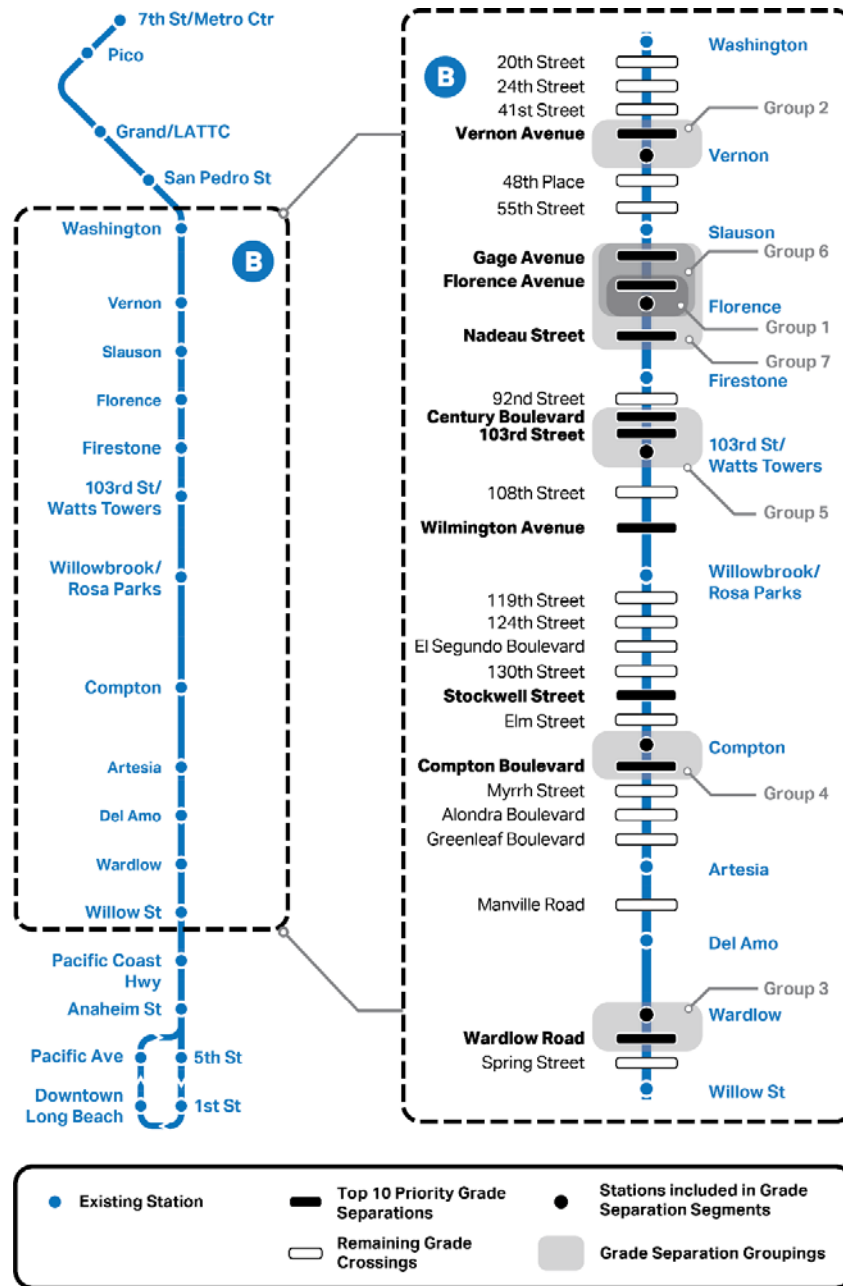 7th St/Metro Ctr
Pico
Grand/LATTC
San Pedro St
Washington
B
Vernon
Slauson
Florence
Firestone
103rd St/
Watts Towers
Willowbrook/
Rosa Parks
Compton
Artesia
Del Amo
Wardlow
Willow St
Pacific Coast
Hwy
Anaheim St
Pacific Ave
5th St
Downtown
Long Beach
1st St
B
Washington
20th Street
24th Street
41st Street
Group 2
Vernon Avenue
Vernon
48th Place
55th Street
Slauson
Gage Avenue
Group 6
Florence Avenue
Florence
Group 1
Nadeau Street
Group 7
Firestone
92nd Street
Century Boulevard
103rd Street
103rd St/
Watts Towers
108th Street
Group 5
Wilmington Avenue
Willowbrook/
Rosa Parks
119th Street
124th Street
El Segundo Boulevard
130th Street
Stockwell Street
Elm Street
Compton
Compton Boulevard
Myrrh Street
Group 4
Alondra Boulevard
Greenleaf Boulevard
Artesia
Manville Road
Del Amo
Group 3
Wardlow
Wardlow Road
Spring Street
Willow St
Existing Station
Top 10 Priority Grade
Separations
Remaining Grade
Crossings
Stations included in Grade
Separation Segments
Grade Separation Groupings